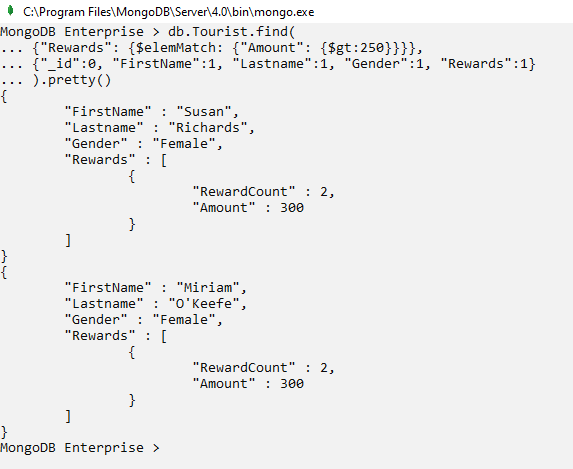 C:\Program Files\MongoDB\Server\4.0\bin\mongo.exe
MongoDB Enterprise > db.Tourist.find(
... {"Rewards": {$elemMatch: {"Amount": {$gt:250}}}},
... {"_id":0, "FirstName":1, "Lastname":1, "Gender":1, "Rewards":1}
... ).pretty()
{
        "FirstName" : "Susan",
        "Lastname" : "Richards",
        "Gender" : "Female",
        "Rewards" : [
                {
                        "RewardCount" : 2,
                        "Amount" : 300
                }
        ]
}
{
        "FirstName" : "Miriam",
        "Lastname" : "O'Keefe",
        "Gender" : "Female",
        "Rewards" : [
                {
                        "RewardCount" : 2,
                        "Amount" : 300
                }
        ]
}
MongoDB Enterprise >